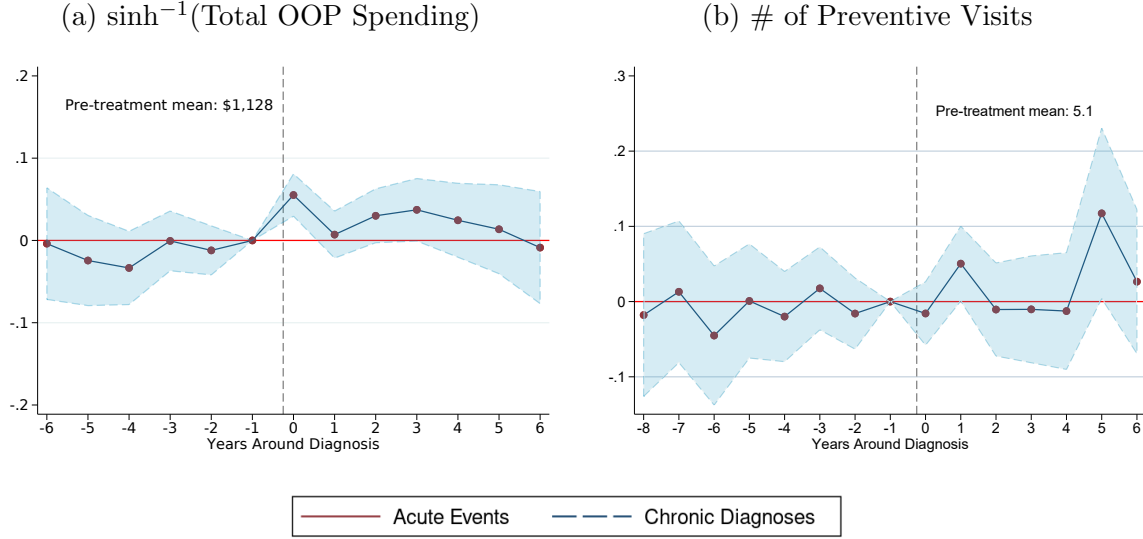 (a) sinh⁻¹(Total OOP Spending)
.2
.1
0
-.1
-.2
Pre-treatment mean: $1,128
-6 -5 -4 -3 -2 -1 0 1 2 3 4 5 6
Years Around Diagnosis
(b) # of Preventive Visits
.3
.2
.1
0
-.1
Pre-treatment mean: 5.1
-8 -7 -6 -5 -4 -3 -2 -1 0 1 2 3 4 5 6
Years Around Diagnosis
Acute Events Chronic Diagnoses